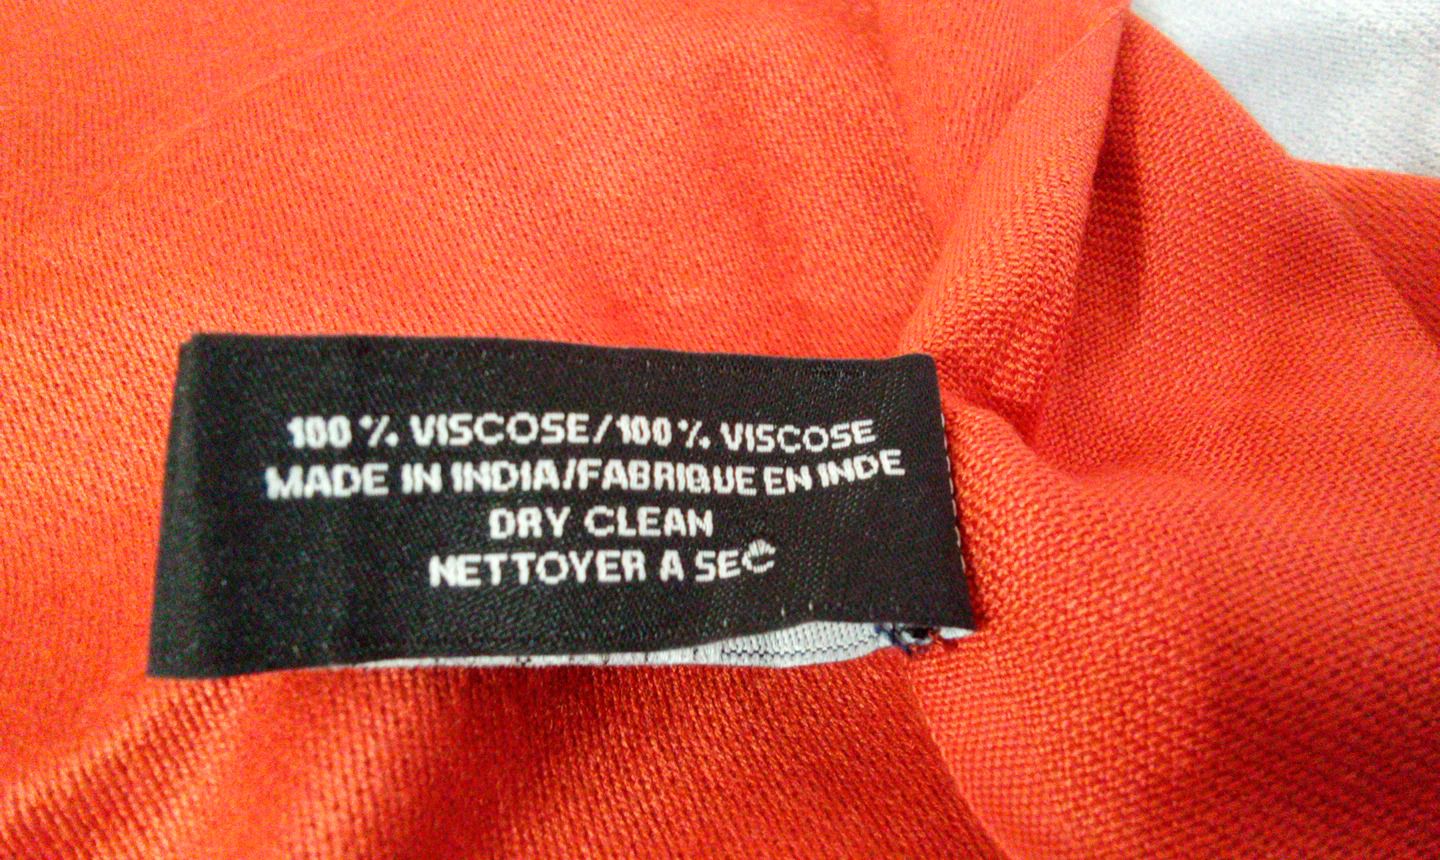 100 % VISCOSE/100 % VISCOSE
MADE IN INDIA/FABRIQUE EN INDE
DRY CLEAN
NETTOYER A SEC